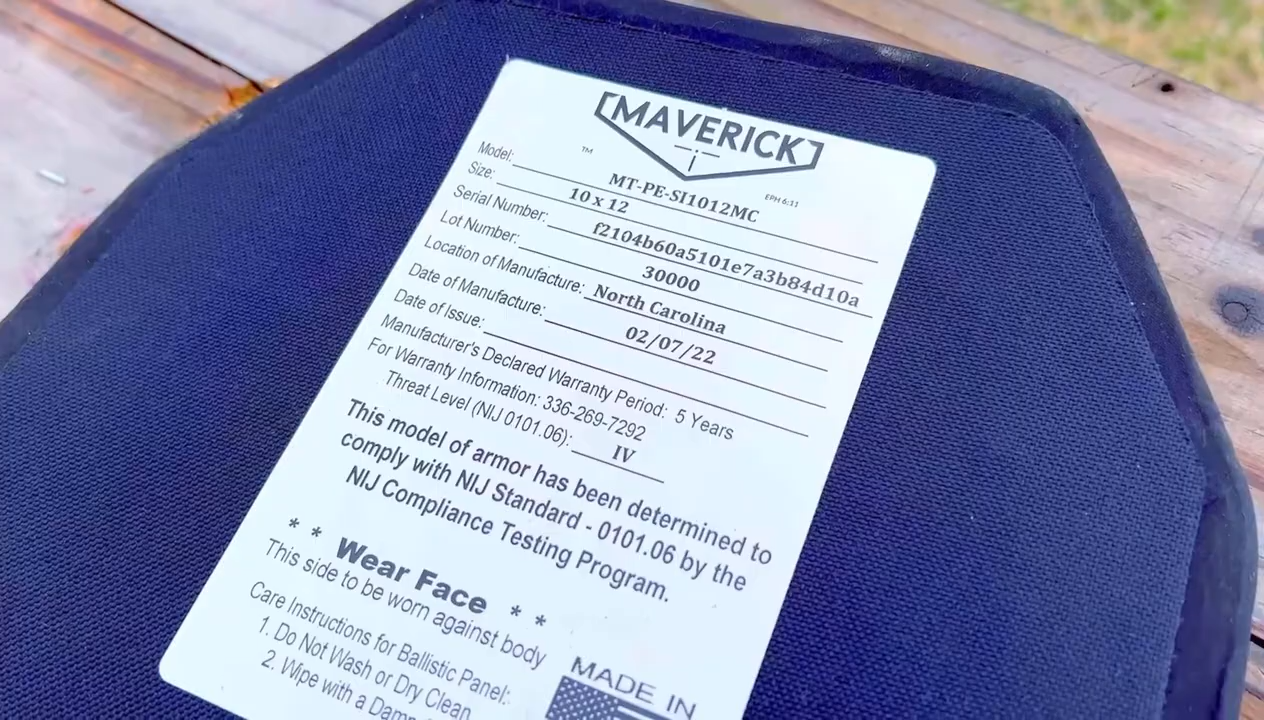 MAVERICK
EPH 6:11
™
Model: MT-PE-SI1012MC
Size: 10 x 12
Serial Number: f2104b60a5101e7a3b84d10a
Lot Number: 30000
Location of Manufacture: North Carolina
Date of Manufacture: 02/07/22
Date of Issue:
Manufacturer's Declared Warranty Period: 5 Years
For Warranty Information: 336-269-7292
Threat Level (NIJ 0101.06): IV
This model of armor has been determined to
comply with NIJ Standard - 0101.06 by the
NIJ Compliance Testing Program.
* * Wear Face * *
This side to be worn against body
Care Instructions for Ballistic Panel:
1. Do Not Wash or Dry Clean
2. Wipe with a
MADE IN